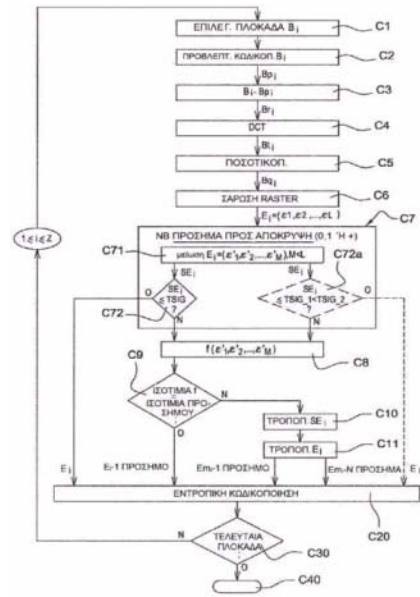 ΕΠΙΛΕΓ. ΠΛΟΚΑΔΑ Bi
C1
ΠΡΟΒΛΕΠΤ. ΚΩΔΙΚΟΠ. Bi
C2
Bpi
Bi- Bpi
C3
Bri
DCT
C4
Bti
ΠΟΣΟΤΙΚΟΠ.
C5
Bqi
ΣΑΡΩΣΗ RASTER
C6
Ei=(ε1,ε2,...,εL)
C7
1≤i≤Z
NB ΠΡΟΣΗΜΑ ΠΡΟΣ ΑΠΟΚΡΥΨΗ (0,1 Ή +)
C71
μείωση Ei=(ε'1,ε'2,...,ε'M),M<L
C72a
SEi
SEi
SEi
≤ TSIG
?
SEi
≤ TSIG_1<TSIG_2
?
C72
O
N
N
O
f(ε'1,ε'2,...,ε'M)
C8
C9
ΙΣΟΤΙΜΙΑ f
=
ΙΣΟΤΙΜΙΑ ΠΡΟ-
ΣΗΜΟΥ
N
C10
ΤΡΟΠΟΠ. SEi
ΤΡΟΠΟΠ. Ei
C11
O
Ei
Ei-1 ΠΡΟΣΗΜΟ
Emi-1 ΠΡΟΣΗΜΟ
Emi-N ΠΡΟΣΗΜΑ
Ei
ΕΝΤΡΟΠΙΚΗ ΚΩΔΙΚΟΠΟΙΗΣΗ
C20
N
ΤΕΛΕΥΤΑΙΑ
ΠΛΟΚΑΔΑ;
C30
O
C40